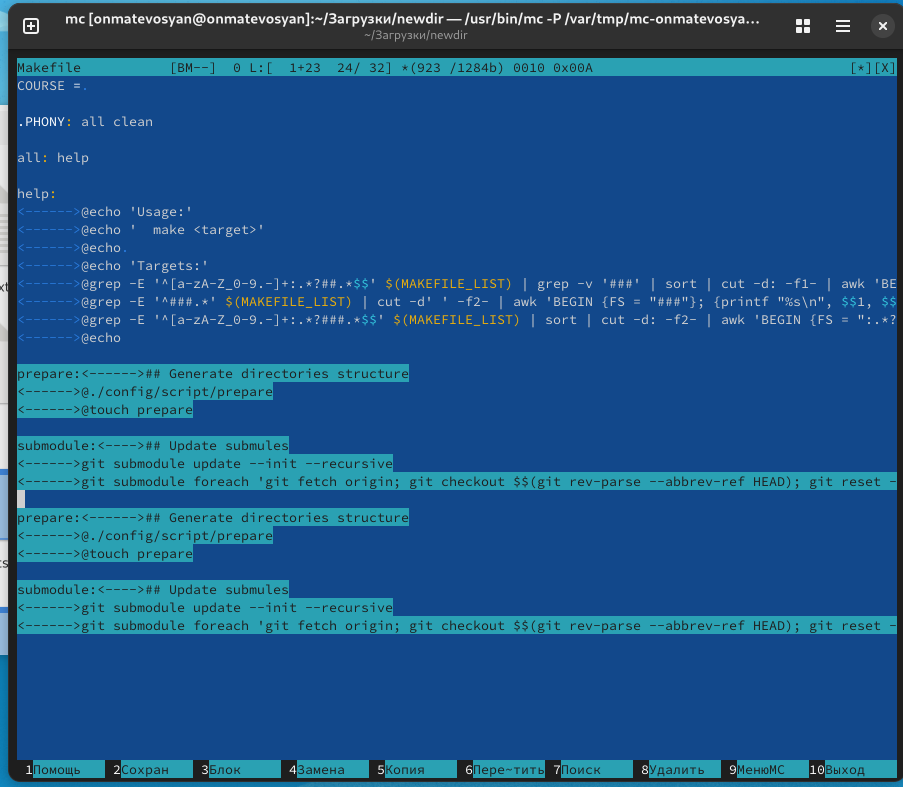 mc [onmatevosyan@onmatevosyan]:~/Загрузки/newdir — /usr/bin/mc -P /var/tmp/mc-onmatevosya…
~/Загрузки/newdir
Makefile [BM--] 0 L:[ 1+23 24/ 32] *(923 /1284b) 0010 0x00A [*][X]
COURSE =.
.PHONY: all clean
all: help
help:
<------>@echo 'Usage:'
<------>@echo '  make <target>'
<------>@echo.
<------>@echo 'Targets:'
<------>@grep -E '^[a-zA-Z_0-9.-]+:.*?##.*$$' $(MAKEFILE_LIST) | grep -v '###' | sort | cut -d: -f1- | awk 'BE
<------>@grep -E '^###.*' $(MAKEFILE_LIST) | cut -d' ' -f2- | awk 'BEGIN {FS = "###"}; {printf "%s\n", $$1, $$
<------>@grep -E '^[a-zA-Z_0-9.-]+:.*?###.*$$' $(MAKEFILE_LIST) | sort | cut -d: -f2- | awk 'BEGIN {FS = ":.*?
<------>@echo
prepare:<------>## Generate directories structure
<------>@./config/script/prepare
<------>@touch prepare
submodule:<---->## Update submules
<------>git submodule update --init --recursive
<------>git submodule foreach 'git fetch origin; git checkout $$(git rev-parse --abbrev-ref HEAD); git reset -
prepare:<------>## Generate directories structure
<------>@./config/script/prepare
<------>@touch prepare
submodule:<---->## Update submules
<------>git submodule update --init --recursive
<------>git submodule foreach 'git fetch origin; git checkout $$(git rev-parse --abbrev-ref HEAD); git reset -
1Помощь 2Сохран 3Блок 4Замена 5Копия 6Пере~тить 7Поиск 8Удалить 9МенюMC 10Выход